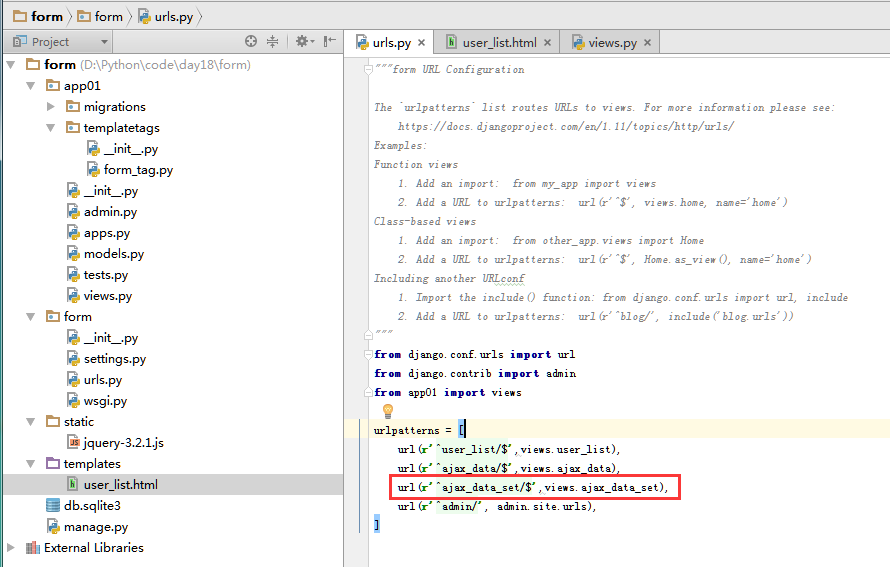 form form urls.py
Project
form (D:\Python\code\day18\form)
app01
migrations
templatetags
__init__.py
form_tag.py
__init__.py
admin.py
apps.py
models.py
tests.py
views.py
form
__init__.py
settings.py
urls.py
wsgi.py
static
jquery-3.2.1.js
templates
user_list.html
db.sqlite3
manage.py
External Libraries
urls.py user_list.html views.py
"""form URL Configuration
The `urlpatterns` list routes URLs to views. For more information please see:
    https://docs.djangoproject.com/en/1.11/topics/http/urls/
Examples:
Function views
    1. Add an import:  from my_app import views
    2. Add a URL to urlpatterns:  url(r'^$', views.home, name='home')
Class-based views
    1. Add an import:  from other_app.views import Home
    2. Add a URL to urlpatterns:  url(r'^$', Home.as_view(), name='home')
Including another URLconf
    1. Import the include() function: from django.conf.urls import url, include
    2. Add a URL to urlpatterns:  url(r'^blog/', include('blog.urls'))
"""
from django.conf.urls import url
from django.contrib import admin
from app01 import views
urlpatterns = [
    url(r'^user_list/$',views.user_list),
    url(r'^ajax_data/$',views.ajax_data),
    url(r'^ajax_data_set/$',views.ajax_data_set),
    url(r'^admin/', admin.site.urls),
]